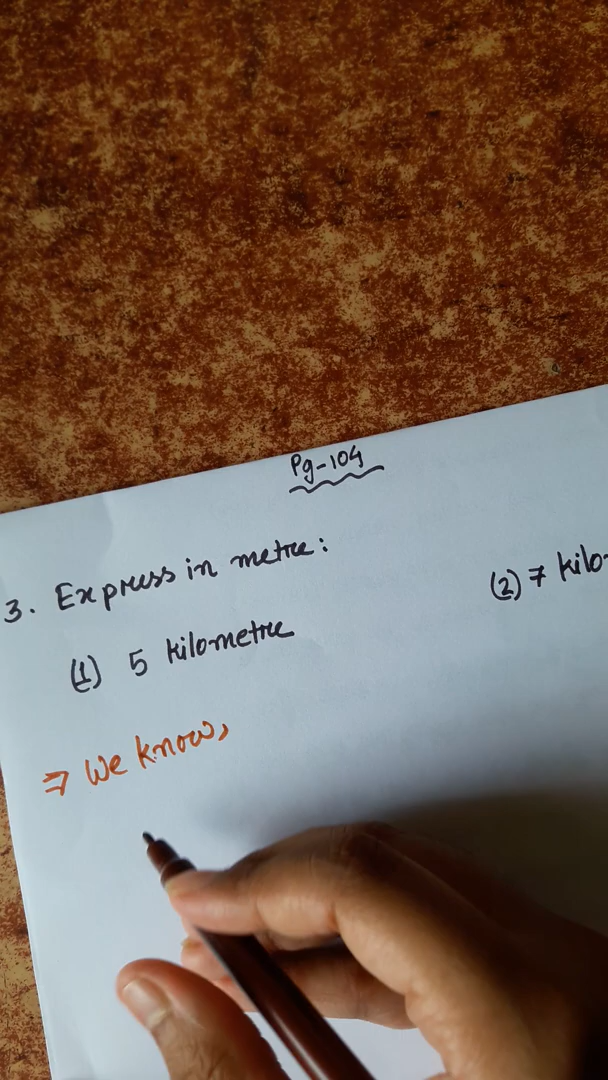 Pg-104
3. Express in metre:
(1) 5 kilometre
(2) 7 kilo-
⇒ We know,